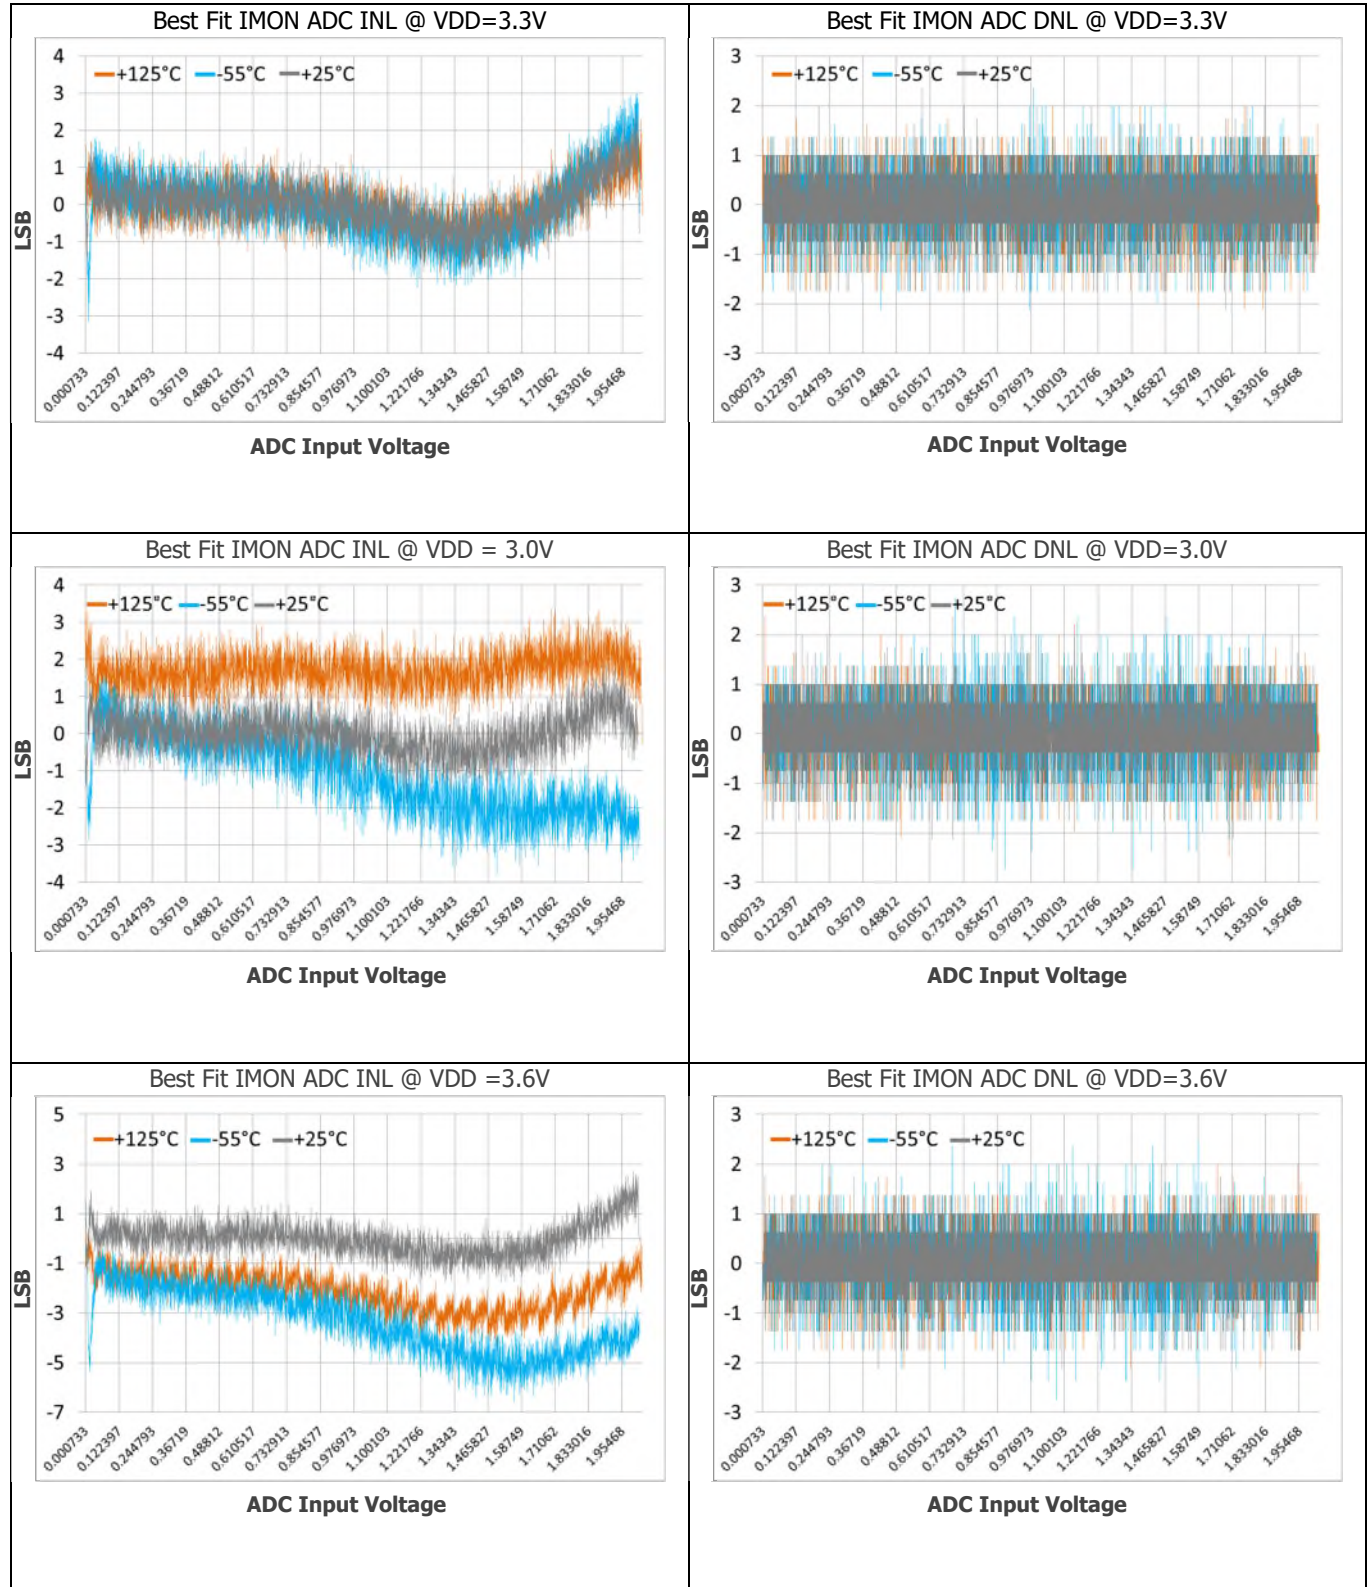 Best Fit IMON ADC INL @ VDD=3.3V
4
3
2
1
0
-1
-2
-3
-4
+125°C -55°C +25°C
LSB
0.000733 0.122397 0.244793 0.36719 0.48812 0.610517 0.732913 0.854577 0.976973 1.100103 1.221766 1.34343 1.465827 1.58749 1.71062 1.833016 1.95468
ADC Input Voltage
Best Fit IMON ADC DNL @ VDD=3.3V
3
2
1
0
-1
-2
-3
+125°C -55°C +25°C
LSB
0.000733 0.122397 0.244793 0.36719 0.48812 0.610517 0.732913 0.854577 0.976973 1.100103 1.221766 1.34343 1.465827 1.58749 1.71062 1.833016 1.95468
ADC Input Voltage
Best Fit IMON ADC INL @ VDD = 3.0V
4
3
2
1
0
-1
-2
-3
-4
+125°C -55°C +25°C
LSB
0.000733 0.122397 0.244793 0.36719 0.48812 0.610517 0.732913 0.854577 0.976973 1.100103 1.221766 1.34343 1.465827 1.58749 1.71062 1.833016 1.95468
ADC Input Voltage
Best Fit IMON ADC DNL @ VDD=3.0V
3
2
1
0
-1
-2
-3
+125°C -55°C +25°C
LSB
0.000733 0.122397 0.244793 0.36719 0.48812 0.610517 0.732913 0.854577 0.976973 1.100103 1.221766 1.34343 1.465827 1.58749 1.71062 1.833016 1.95468
ADC Input Voltage
Best Fit IMON ADC INL @ VDD =3.6V
5
3
1
-1
-3
-5
-7
+125°C -55°C +25°C
LSB
0.000733 0.122397 0.244793 0.36719 0.48812 0.610517 0.732913 0.854577 0.976973 1.100103 1.221766 1.34343 1.465827 1.58749 1.71062 1.833016 1.95468
ADC Input Voltage
Best Fit IMON ADC DNL @ VDD=3.6V
3
2
1
0
-1
-2
-3
+125°C -55°C +25°C
LSB
0.000733 0.122397 0.244793 0.36719 0.48812 0.610517 0.732913 0.854577 0.976973 1.100103 1.221766 1.34343 1.465827 1.58749 1.71062 1.833016 1.95468
ADC Input Voltage